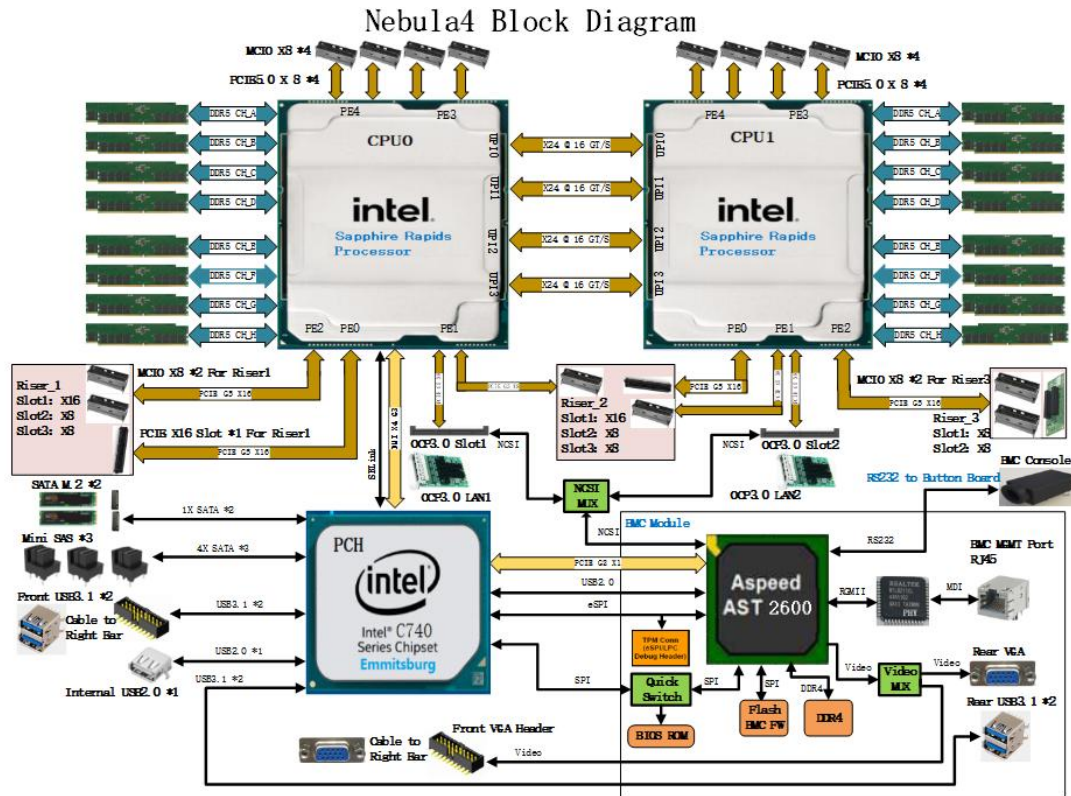 Nebula4 Block Diagram
MCIO X8 *4
PCIE5.0 X 8 *4
MCIO X8 *4
PCIE5.0 X 8 *4
PE4
PE3
PE4
PE3
DDR5 CH_A
DDR5 CH_B
DDR5 CH_C
DDR5 CH_D
DDR5 CH_E
DDR5 CH_F
DDR5 CH_G
DDR5 CH_H
CPU0
intel.
Sapphire Rapids
Processor
UPI0
UPI1
UPI2
UPI3
PE2
PE0
PE1
X24 @ 16 GT/S
X24 @ 16 GT/S
X24 @ 16 GT/S
X24 @ 16 GT/S
CPU1
intel.
Sapphire Rapids
Processor
UPI0
UPI1
UPI2
UPI3
PE0
PE1
PE2
DDR5 CH_A
DDR5 CH_B
DDR5 CH_C
DDR5 CH_D
DDR5 CH_E
DDR5 CH_F
DDR5 CH_G
DDR5 CH_H
MCIO X8 *2 For Riser1
PCIE G5 X16
Riser_1
Slot1: X16
Slot2: X8
Slot3: X8
PCIE X16 Slot *1 For Riser1
PCIE G5 X16
DMI X4 G3
OCP3.0 Slot1
OCP3.0 LAN1
NCSI
Riser_2
Slot1: X16
Slot2: X8
Slot3: X8
PCIE G5 X16
OCP3.0 Slot2
OCP3.0 LAN2
NCSI
MCIO X8 *2 For Riser3
PCIE G5 X16
Riser_3
Slot1: X8
Slot2: X8
NCSI
MUX
NCSI
BMC Module
RS232 to Button Board
BMC Console
RS232
SATA M.2 *2
1X SATA *2
Mini SAS *3
4X SATA *3
Front USB3.1 *2
Cable to
Right Ear
USB3.1 *2
Internal USB2.0 *1
USB2.0 *1
USB3.1 *2
PCH
intel
Intel® C740
Series Chipset
Emmitsburg
PCIE G2 X1
USB2.0
eSPI
TPM Conn
(eSPI/LPC
Debug Header)
SPI
Quick
Switch
SPI
BIOS ROM
Aspeed
AST 2600
SPI
Flash
BMC FW
DDR4
DDR4
RGMII
REALTEK
PHY
MDI
BMC MGMT Port
RJ45
Video
Video
MUX
Video
Rear VGA
Rear USB3.1 *2
Cable to
Right Ear
Front VGA Header
Video